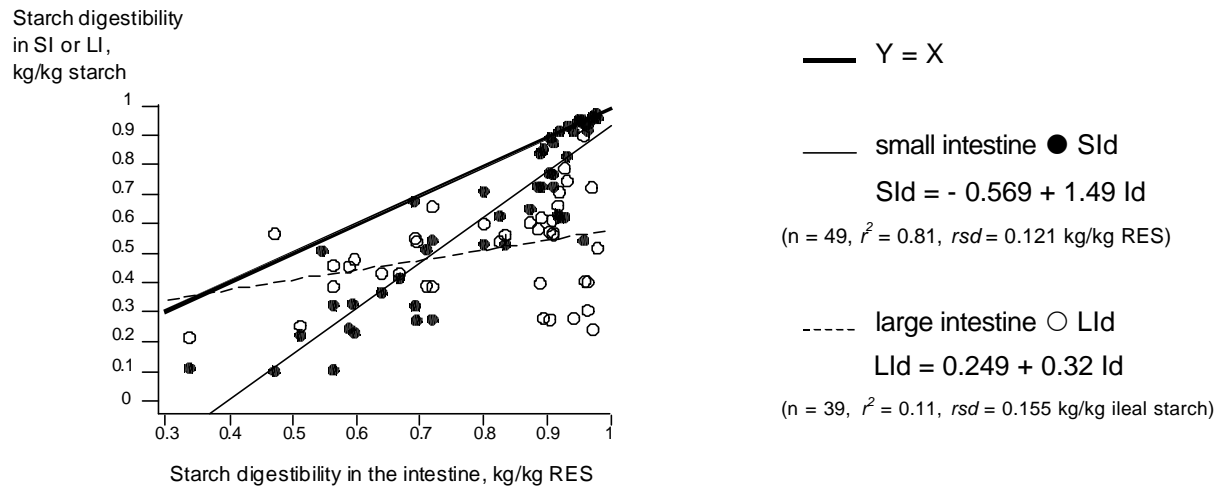 Starch digestibility
in SI or LI,
kg/kg starch
1
0.9
0.8
0.7
0.6
0.5
0.4
0.3
0.2
0.1
0
0.3 0.4 0.5 0.6 0.7 0.8 0.9 1
Starch digestibility in the intestine, kg/kg RES
Y = X
small intestine ● SId
SId = - 0.569 + 1.49 Id
(n = 49, r² = 0.81, rsd = 0.121 kg/kg RES)
large intestine ○ LId
LId = 0.249 + 0.32 Id
(n = 39, r² = 0.11, rsd = 0.155 kg/kg ileal starch)